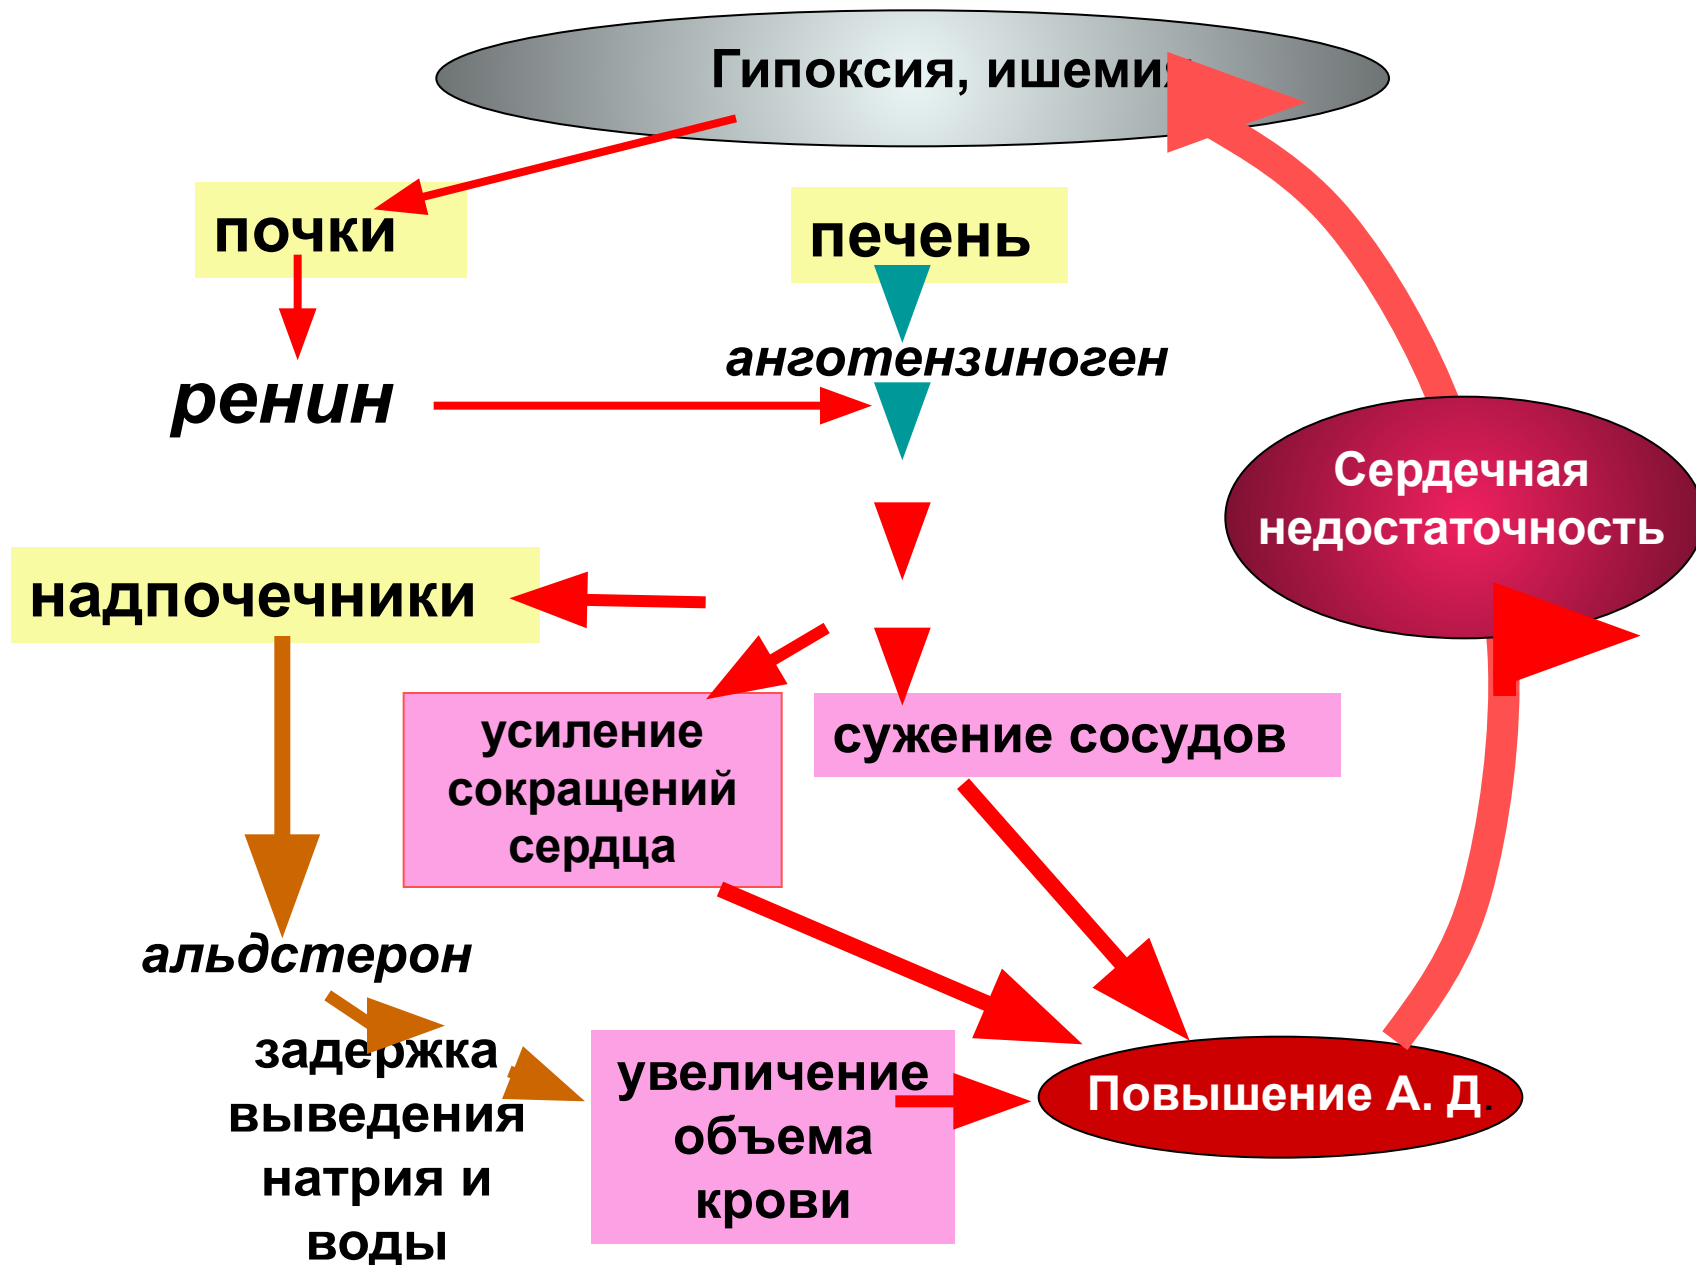 Гипоксия, ишемия
почки
печень
анготензиноген
ренин
Сердечная
недостаточность
надпочечники
усиление
сокращений
сердца
сужение сосудов
альдстерон
задержка
выведения
натрия и
воды
увеличение
объема
крови
Повышение А. Д.